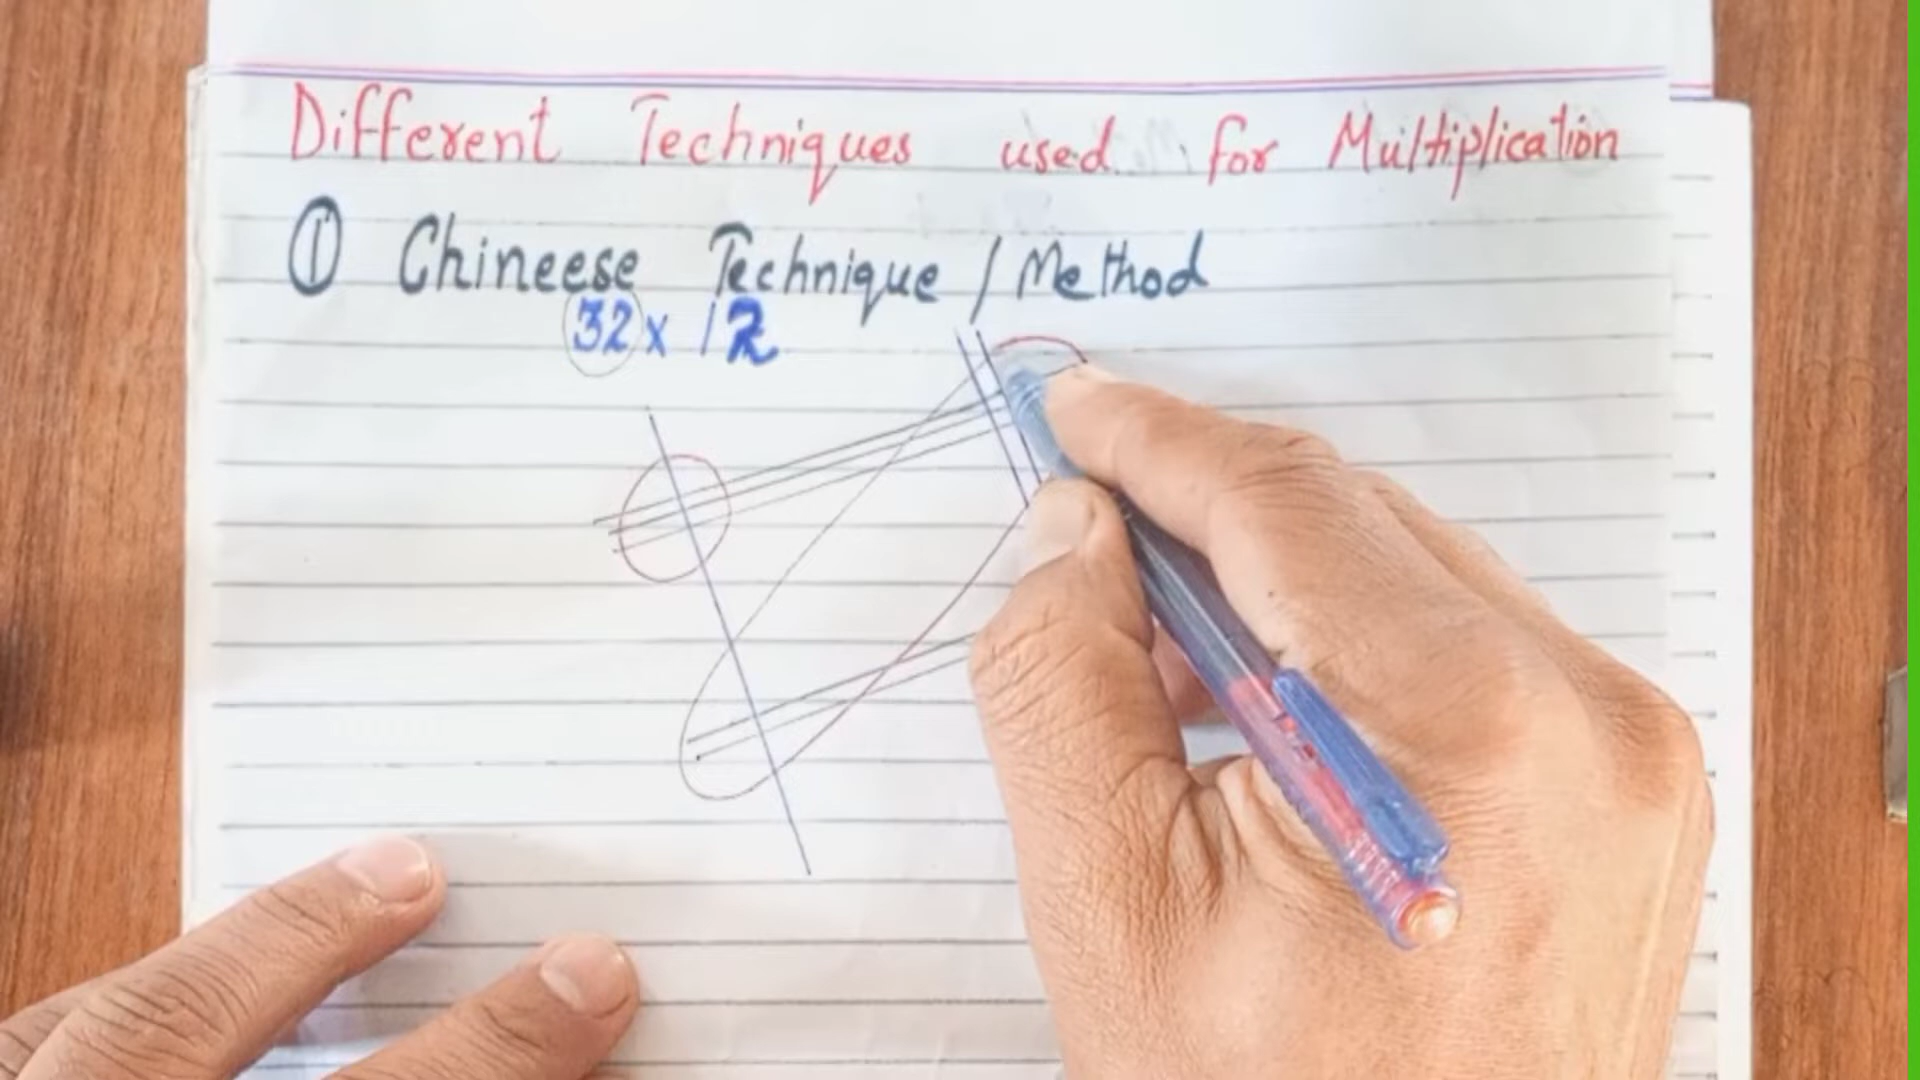 Different Techniques used for Multiplication
① Chineese Technique / Method
32 x 12